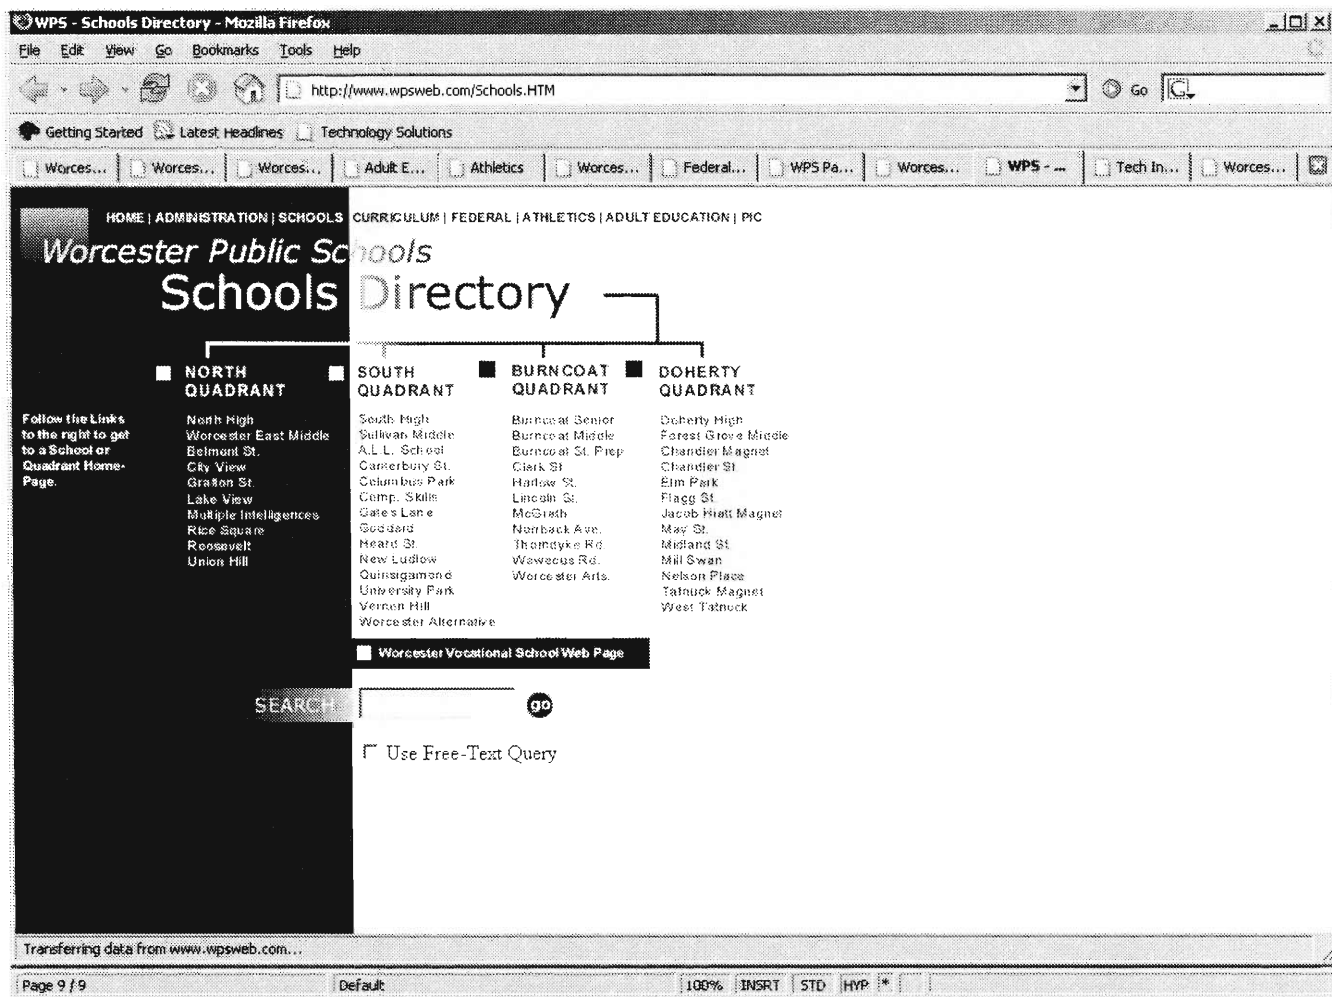 WPS - Schools Directory - Mozilla Firefox
File Edit View Go Bookmarks Tools Help
http://www.wpsweb.com/Schools.HTM Go
Getting Started Latest Headlines Technology Solutions
Worces... Worces... Worces... Adult E... Athletics Worces... Federal... WPS Pa... Worces... WPS - ... Tech In... Worces...
HOME | ADMINISTRATION | SCHOOLS CURRICULUM | FEDERAL | ATHLETICS | ADULT EDUCATION | PIC
Worcester Public Schools
Schools Directory
NORTH QUADRANT
North High
Worcester East Middle
Belmont St.
City View
Grafton St.
Lake View
Multiple Intelligences
Rice Square
Roosevelt
Union Hill
SOUTH QUADRANT
South High
Sullivan Middle
A.L.L. School
Canterbury St.
Columbus Park
Comp. Skills
Gates Lane
Goddard
Heard St.
New Ludlow
Quinsigamond
University Park
Vernon Hill
Worcester Alternative
BURNCOAT QUADRANT
Burncoat Senior
Burncoat Middle
Burncoat St. Prep
Clark St
Harlow St.
Lincoln St.
McGrath
Norrback Ave.
Thorndyke Rd.
Wawecus Rd.
Worcester Arts.
DOHERTY QUADRANT
Doherty High
Forest Grove Middle
Chandler Magnet
Chandler St.
Elm Park
Flagg St.
Jacob Hiatt Magnet
May St.
Midland St.
Mill Swan
Nelson Place
Tatnuck Magnet
West Tatnuck
Follow the Links
to the right to get
to a School or
Quadrant Home-
Page.
Worcester Vocational School Web Page
SEARCH go
Use Free-Text Query
Transferring data from www.wpsweb.com...
Page 9 / 9 Default 100% INSRT STD HYP *